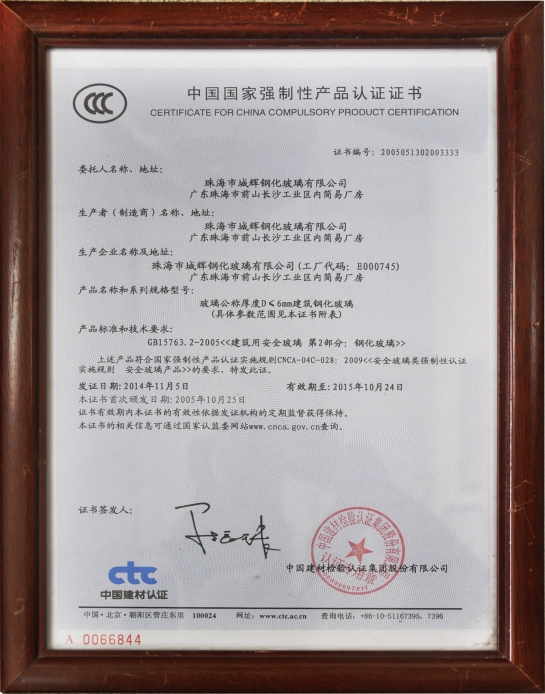 中国国家强制性产品认证证书
CERTIFICATE FOR CHINA COMPULSORY PRODUCT CERTIFICATION
证书编号：2005051302003333
委托人名称、地址：
珠海市城辉钢化玻璃有限公司
广东珠海市前山长沙工业区内简易厂房
生产者（制造商）名称、地址：
珠海市城辉钢化玻璃有限公司
广东珠海市前山长沙工业区内简易厂房
生产企业名称及地址：
珠海市城辉钢化玻璃有限公司(工厂代码：E000745)
广东珠海市前山长沙工业区内简易厂房
产品名称和系列规格型号：
玻璃公称厚度D≤6mm建筑钢化玻璃
(具体参数范围见本证书附表)
产品标准和技术要求：
GB15763.2-2005<<建筑用安全玻璃 第2部分：钢化玻璃>>
上述产品符合国家强制性产品认证实施规则CNCA-04C-028：2009<<安全玻璃类强制性认证
实施规则 安全玻璃产品>>的要求，特发此证。
发证日期：2014年11月5日 有效期至：2015年10月24日
本证书首次颁发日期：2005年10月25日
证书有效期内本证书的有效性依据发证机构的定期监督获得保持。
本证书的相关信息可通过国家认监委网站www.cnca.gov.cn查询。
证书签发人：
中国建材检验认证集团股份有限公司
认证专用章
中国建材检验认证集团股份有限公司
ctc
中国建材认证
中国·北京·朝阳区管庄东里 100024 网址：www.ctc.ac.cn 查询电话：+86-10-51167395，7396
A 0066844